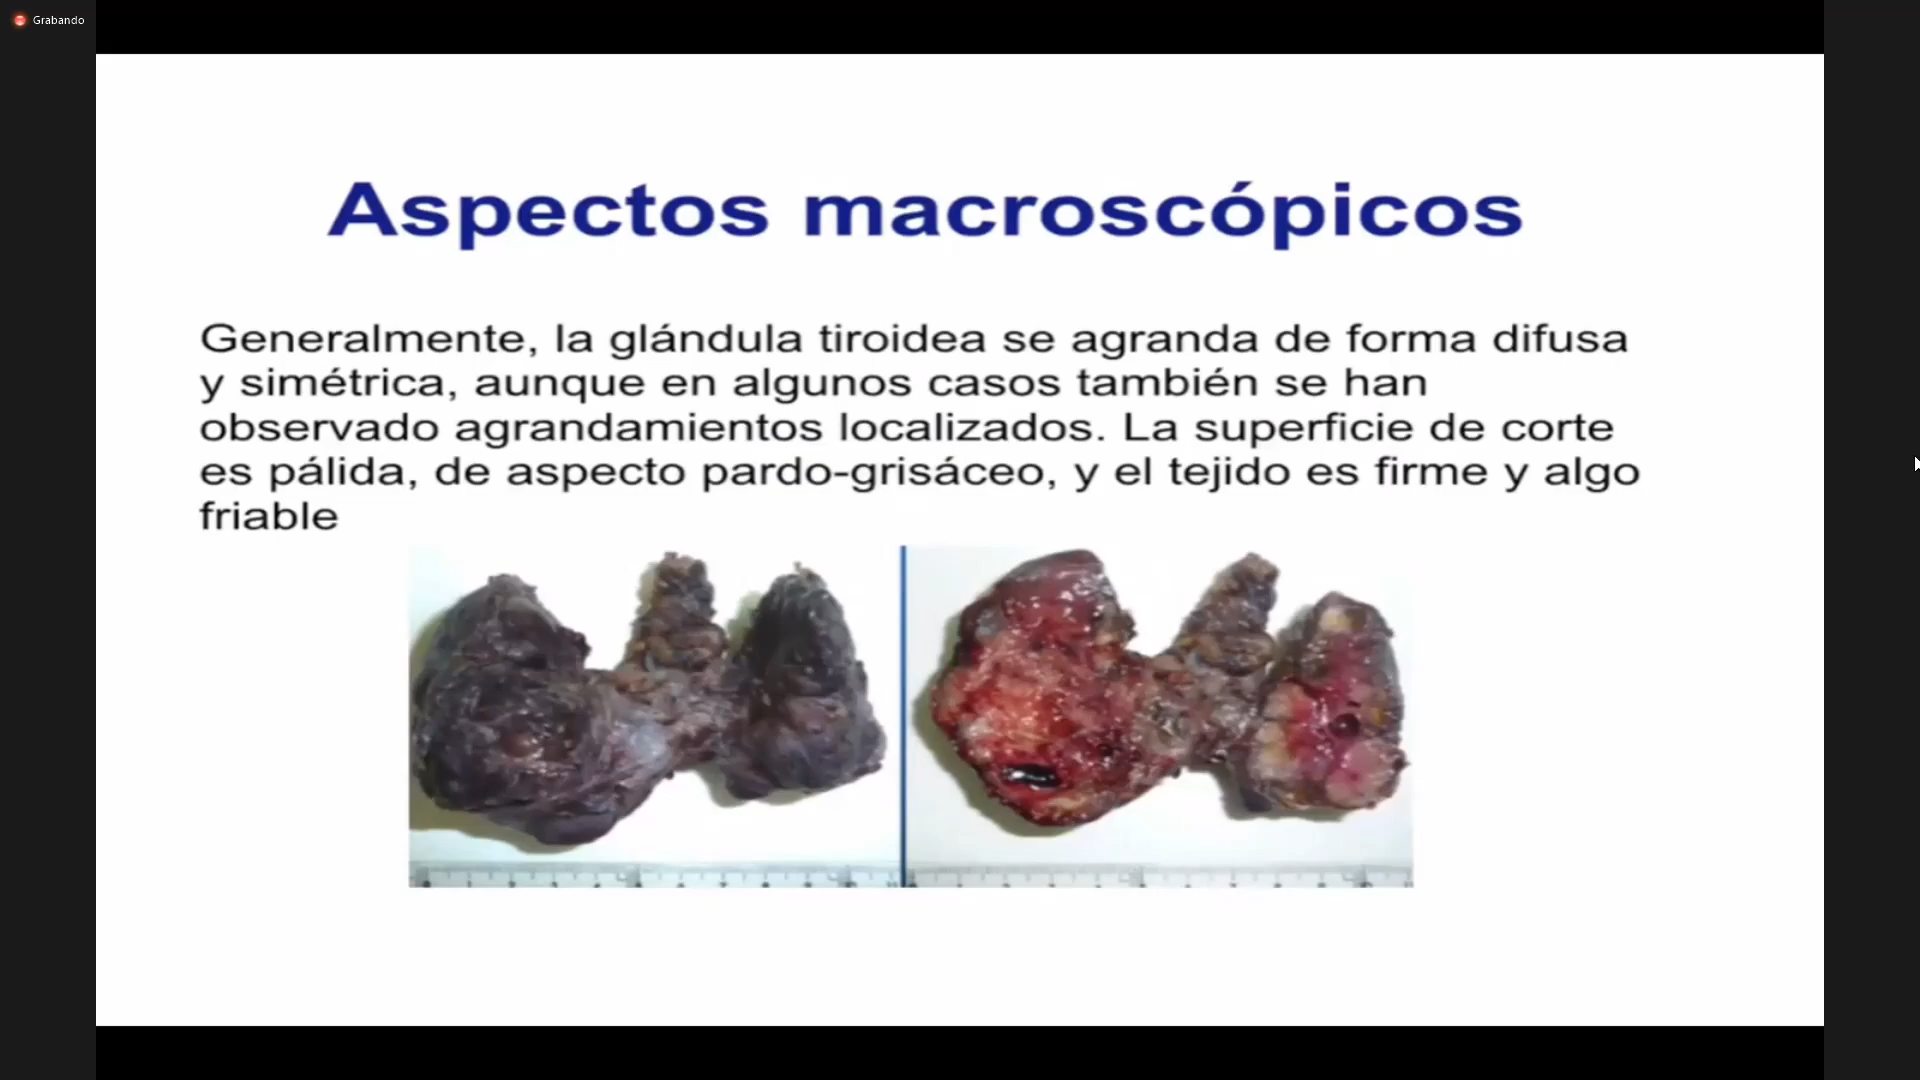 Grabando
Aspectos macroscópicos
Generalmente, la glándula tiroidea se agranda de forma difusa
y simétrica, aunque en algunos casos también se han
observado agrandamientos localizados. La superficie de corte
es pálida, de aspecto pardo-grisáceo, y el tejido es firme y algo
friable